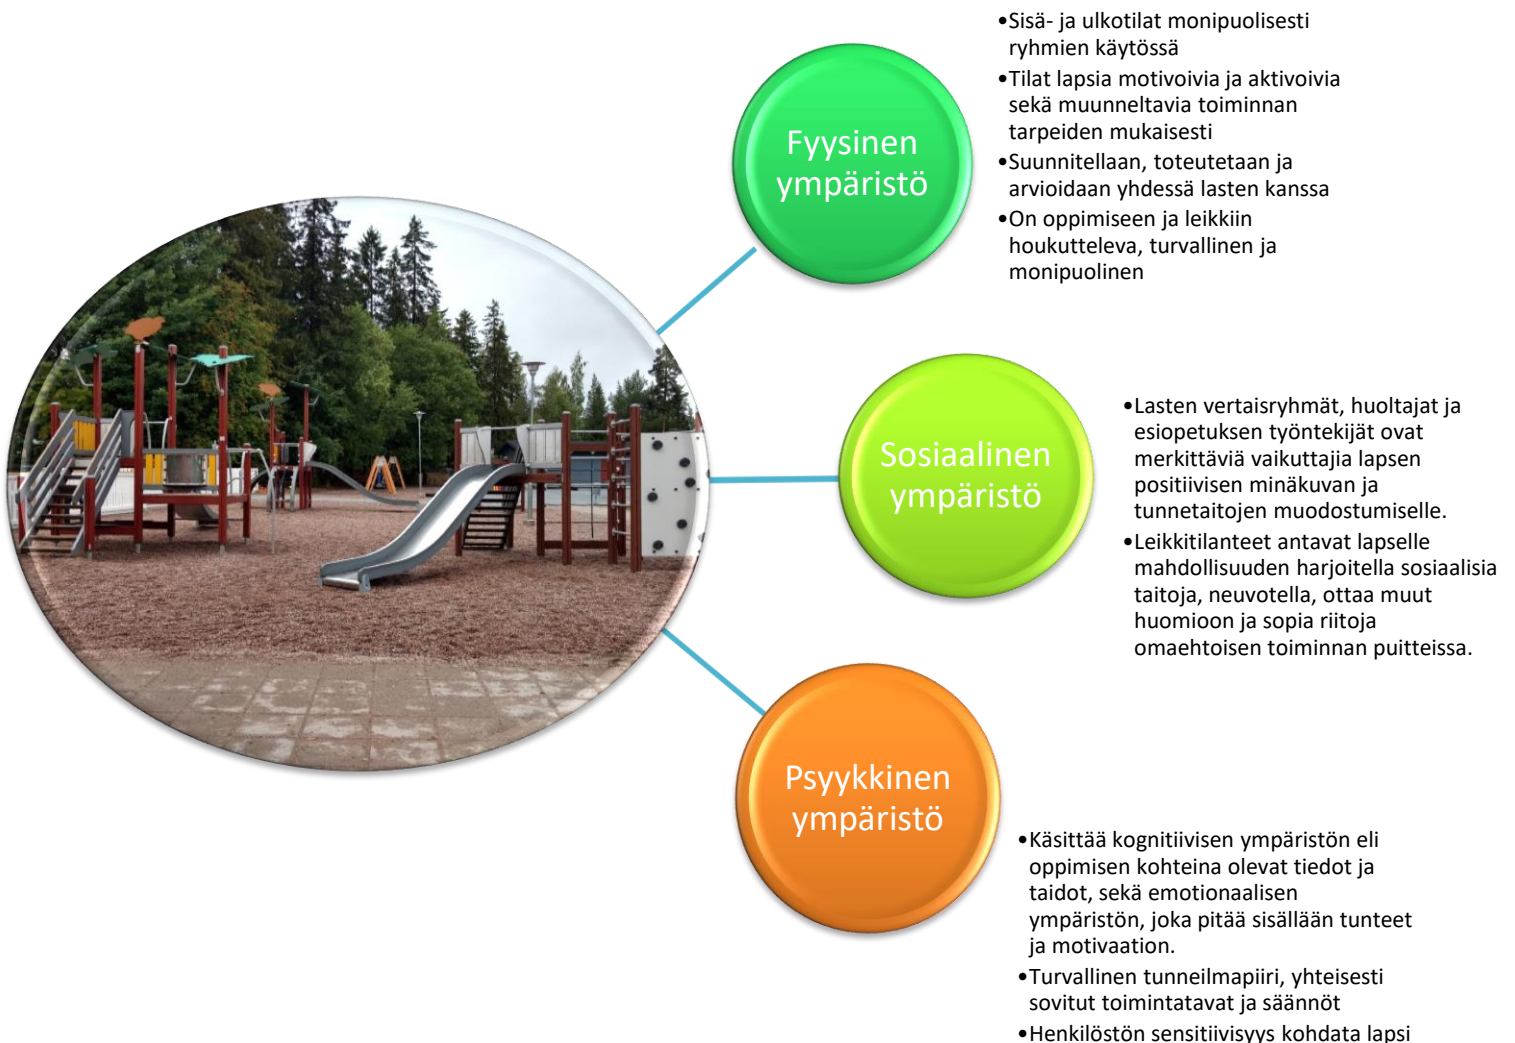 Fyysinen
ympäristö
•Sisä- ja ulkotilat monipuolisesti
ryhmien käytössä
•Tilat lapsia motivoivia ja aktivoivia
sekä muunneltavia toiminnan
tarpeiden mukaisesti
•Suunnitellaan, toteutetaan ja
arvioidaan yhdessä lasten kanssa
•On oppimiseen ja leikkiin
houkutteleva, turvallinen ja
monipuolinen
Sosiaalinen
ympäristö
•Lasten vertaisryhmät, huoltajat ja
esiopetuksen työntekijät ovat
merkittäviä vaikuttajia lapsen
positiivisen minäkuvan ja
tunnetaitojen muodostumiselle.
•Leikkitilanteet antavat lapselle
mahdollisuuden harjoitella sosiaalisia
taitoja, neuvotella, ottaa muut
huomioon ja sopia riitoja
omaehtoisen toiminnan puitteissa.
Psyykkinen
ympäristö
•Käsittää kognitiivisen ympäristön eli
oppimisen kohteina olevat tiedot ja
taidot, sekä emotionaalisen
ympäristön, joka pitää sisällään tunteet
ja motivaation.
•Turvallinen tunneilmapiiri, yhteisesti
sovitut toimintatavat ja säännöt
•Henkilöstön sensitiivisyys kohdata lapsi